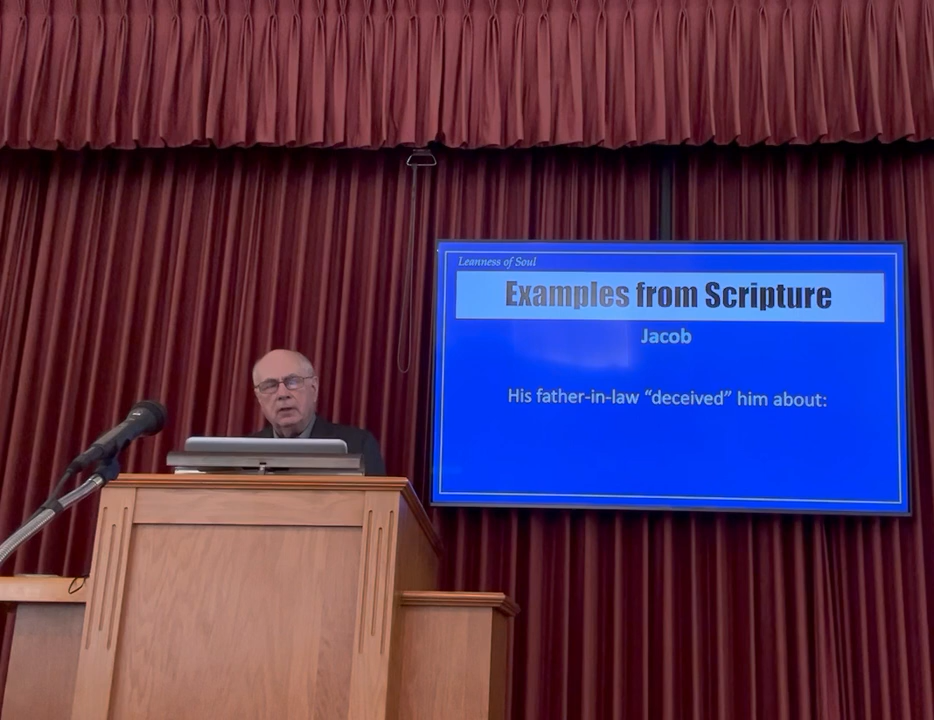 Leanness of Soul
Examples from Scripture
Jacob
His father-in-law “deceived” him about: